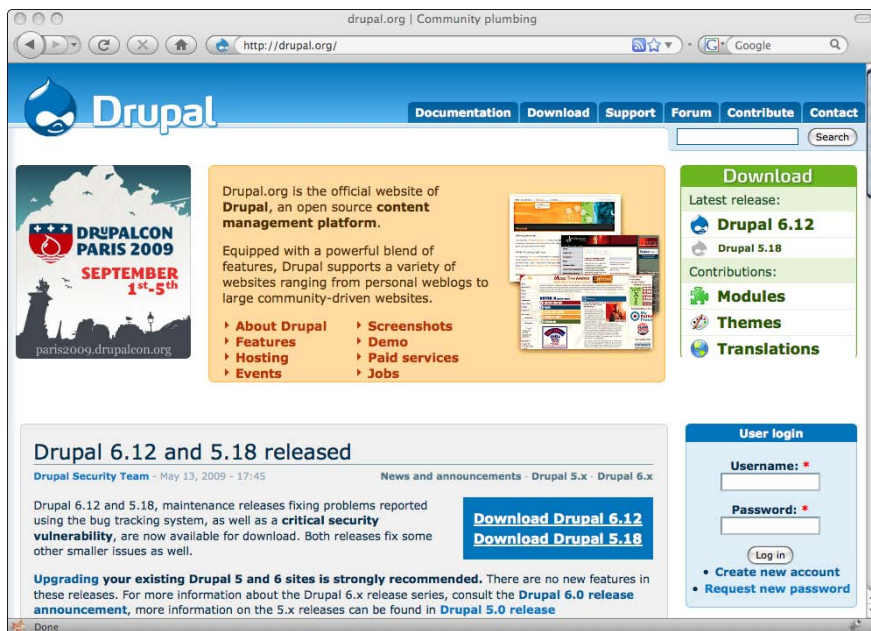 drupal.org | Community plumbing
http://drupal.org/
Google
Drupal
Documentation Download Support Forum Contribute Contact
Search
DRUPALCON
PARIS 2009
SEPTEMBER
1st-5th
paris2009.drupalcon.org
Drupal.org is the official website of
Drupal, an open source content
management platform.
Equipped with a powerful blend of
features, Drupal supports a variety of
websites ranging from personal weblogs to
large community-driven websites.
About Drupal
Features
Hosting
Events
Screenshots
Demo
Paid services
Jobs
Download
Latest release:
Drupal 6.12
Drupal 5.18
Contributions:
Modules
Themes
Translations
Drupal 6.12 and 5.18 released
Drupal Security Team - May 13, 2009 - 17:45
News and announcements · Drupal 5.x · Drupal 6.x
Drupal 6.12 and 5.18, maintenance releases fixing problems reported
using the bug tracking system, as well as a critical security
vulnerability, are now available for download. Both releases fix some
other smaller issues as well.
Download Drupal 6.12
Download Drupal 5.18
Upgrading your existing Drupal 5 and 6 sites is strongly recommended. There are no new features in
these releases. For more information about the Drupal 6.x release series, consult the Drupal 6.0 release
announcement, more information on the 5.x releases can be found in Drupal 5.0 release
User login
Username: *
Password: *
Log in
• Create new account
• Request new password
Done